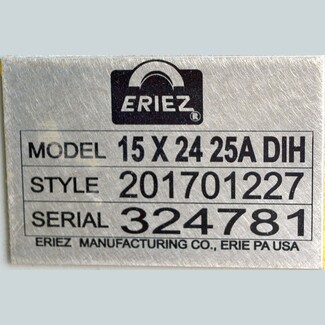 ERIEZ ®
MODEL 15 X 24 25A DIH
STYLE 201701227
SERIAL 324781
ERIEZ MANUFACTURING CO., ERIE PA USA